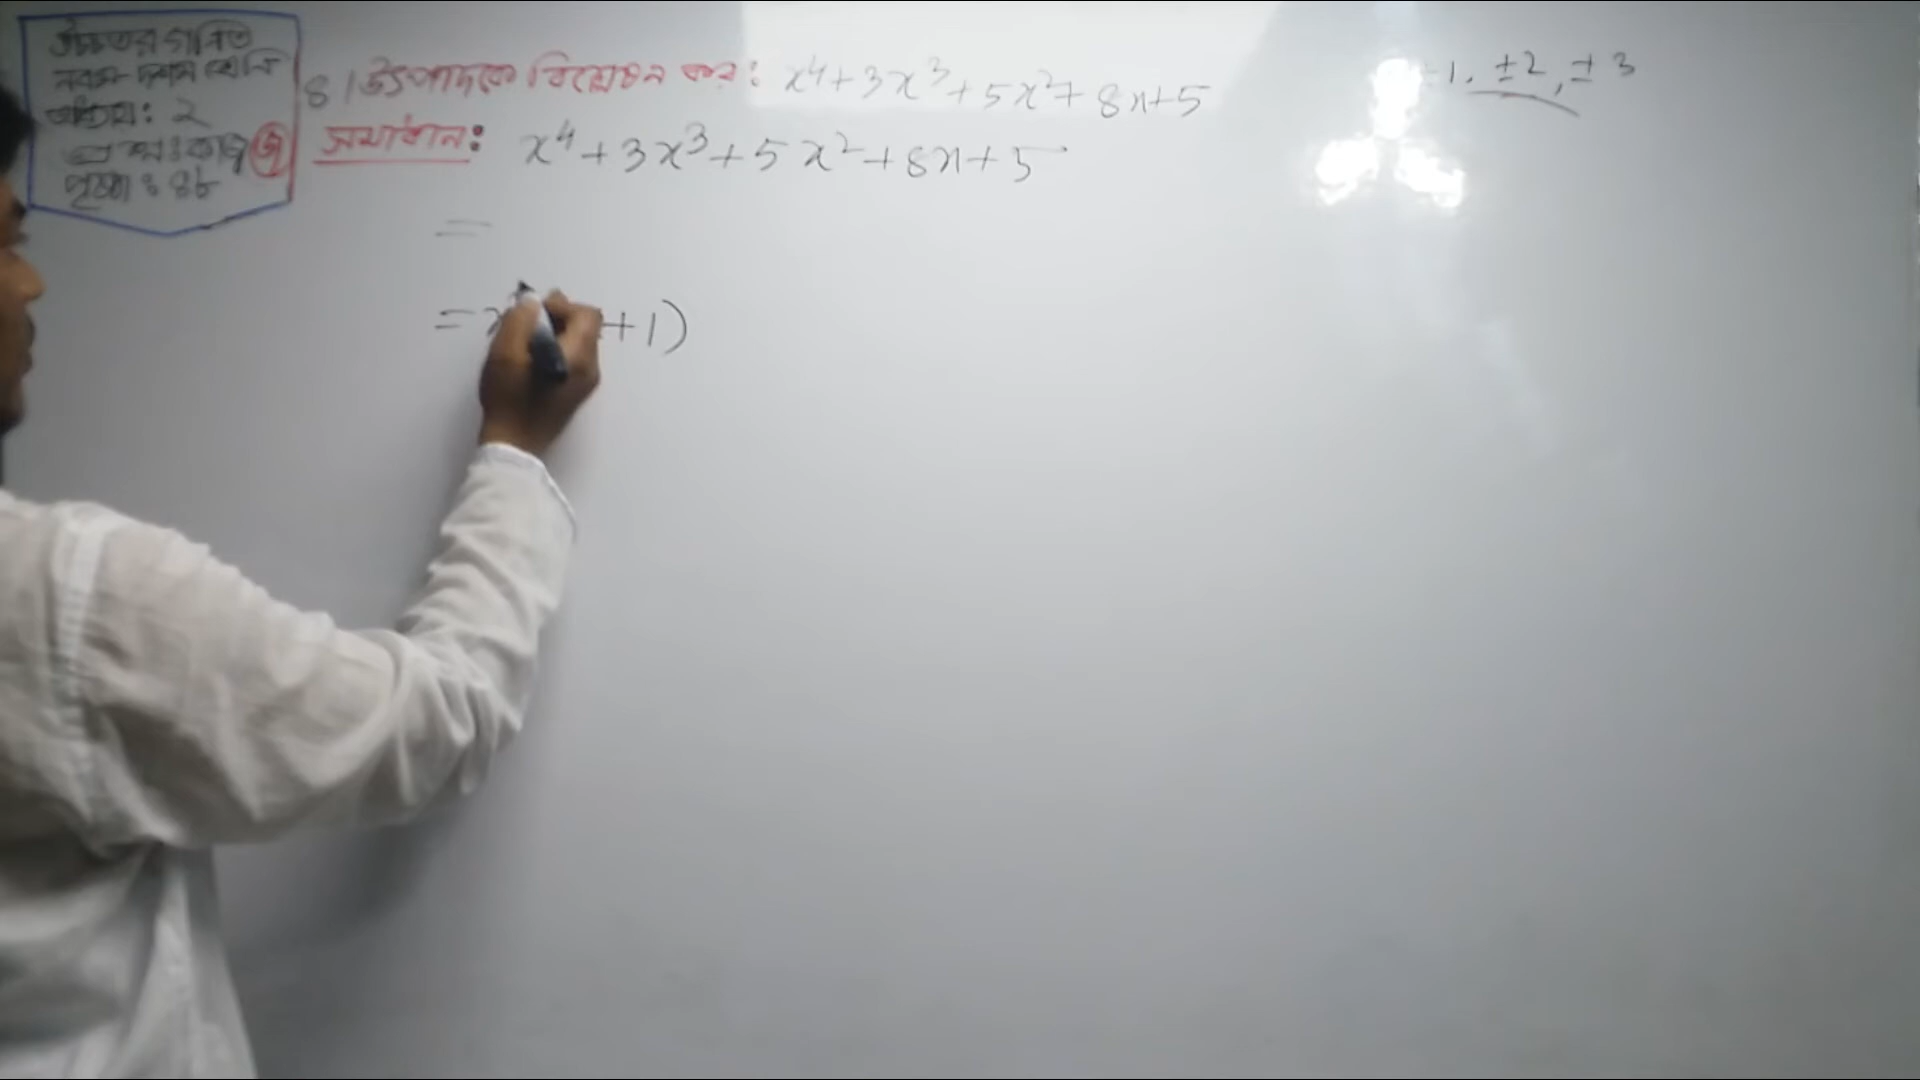 উচ্চতর গণিত
নবম-দশম শ্রেণি
অধ্যায়: ২
কাজ জ
পৃষ্ঠা: ৪৮
৪। উৎপাদকে বিশ্লেষণ কর: x⁴+3x³+5x²+8x+5
সমাধান: x⁴+3x³+5x²+8x+5
=
+1)
1, ±2, ±3